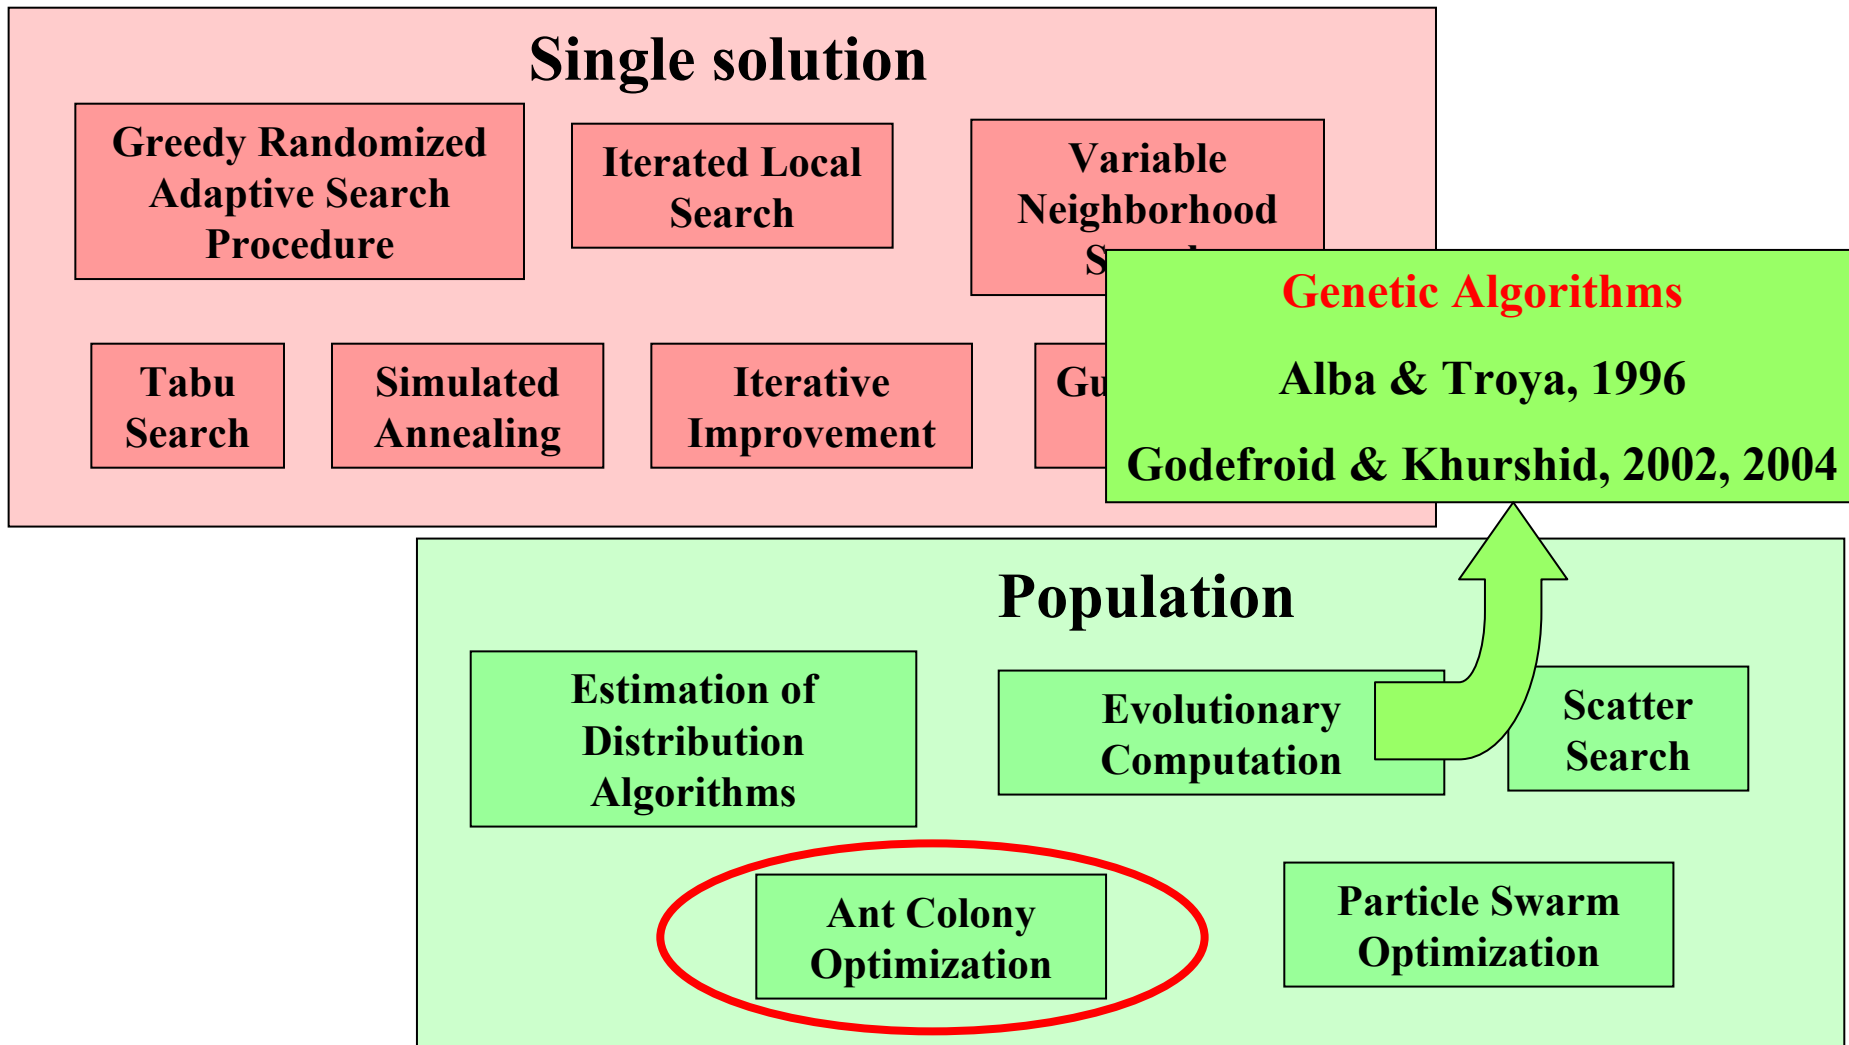 Single solution
Greedy Randomized
Adaptive Search
Procedure
Iterated Local
Search
Variable
Neighborhood
Tabu
Search
Simulated
Annealing
Iterative
Improvement
Genetic Algorithms
Alba & Troya, 1996
Godefroid & Khurshid, 2002, 2004
Population
Estimation of
Distribution
Algorithms
Evolutionary
Computation
Scatter
Search
Ant Colony
Optimization
Particle Swarm
Optimization